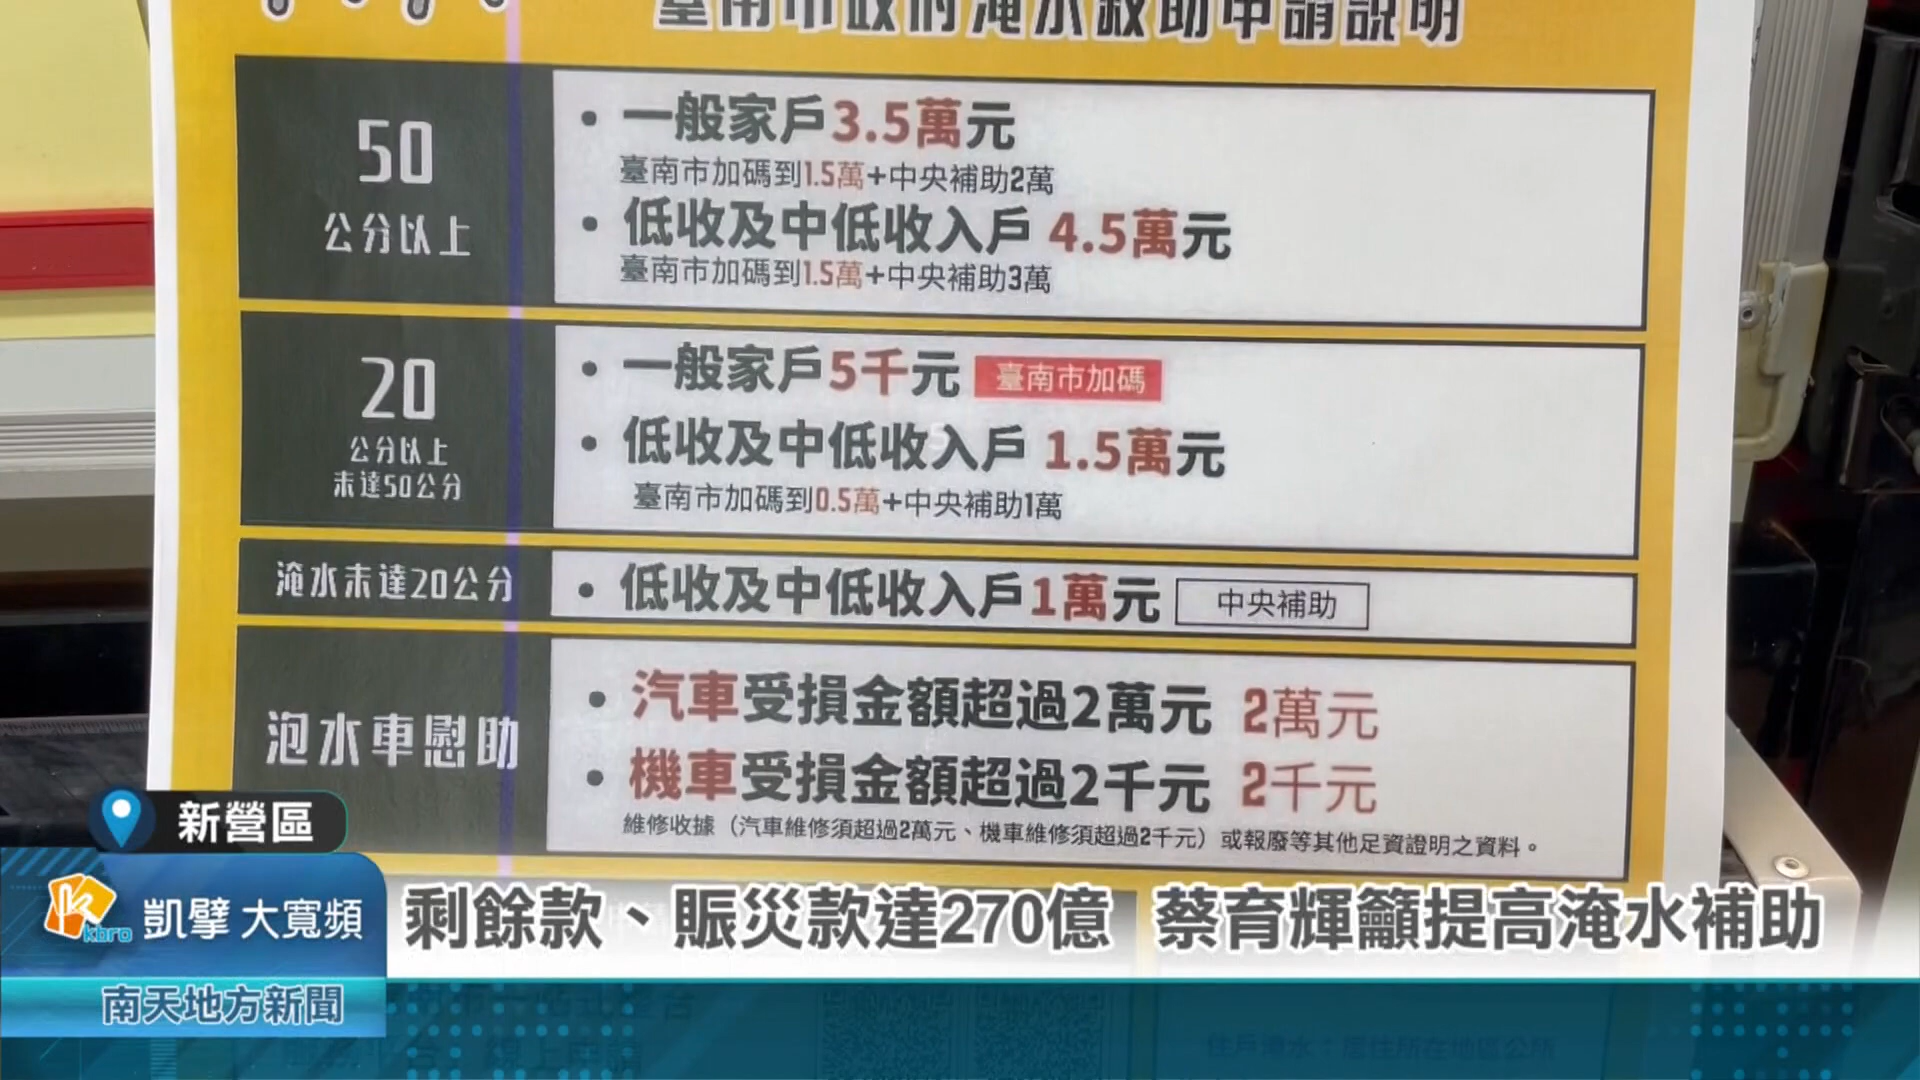 臺南市政府淹水救助申請說明
50
公分以上
• 一般家戶3.5萬元
臺南市加碼到1.5萬+中央補助2萬
• 低收及中低收入戶 4.5萬元
臺南市加碼到1.5萬+中央補助3萬
20
公分以上
未達50公分
• 一般家戶5千元 臺南市加碼
• 低收及中低收入戶 1.5萬元
臺南市加碼到0.5萬+中央補助1萬
淹水未達20公分
• 低收及中低收入戶1萬元 中央補助
泡水車慰助
• 汽車受損金額超過2萬元 2萬元
• 機車受損金額超過2千元 2千元
維修收據（汽車維修須超過2萬元、機車維修須超過2千元）或報廢等其他足資證明之資料。
新營區
kbro 凱擘大寬頻
剩餘款、賑災款達270億 蔡育輝籲提高淹水補助
南天地方新聞
住戶淹水：居住所在地區公所